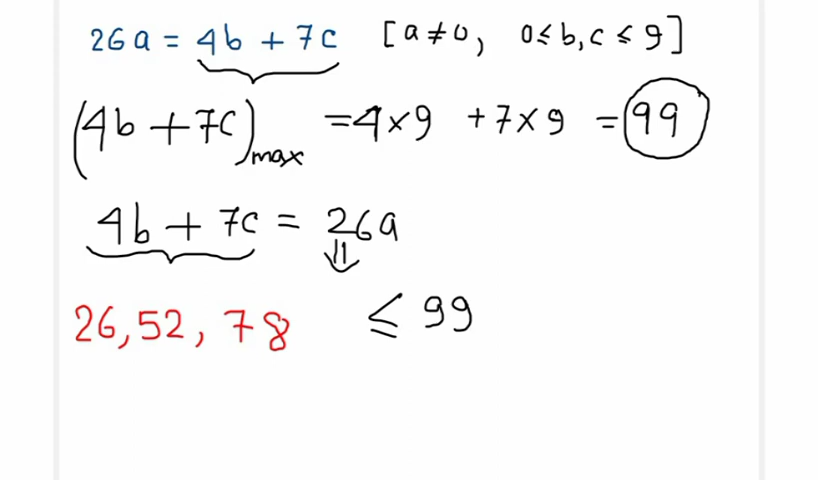 26a = 4b + 7c [a ≠ 0, 0 ≤ b, c ≤ 9]
(4b + 7c)max = 4 × 9 + 7 × 9 = 99
4b + 7c = 26a
⇓
26, 52, 78 ≤ 99